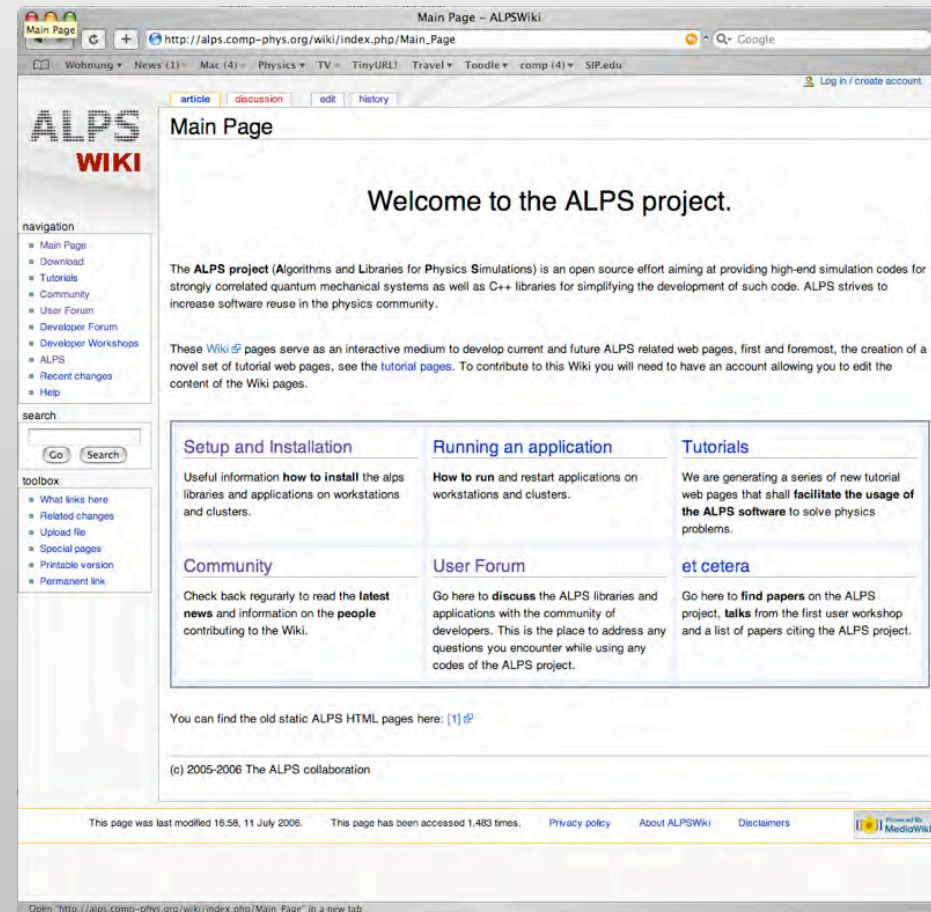 Main Page – ALPSWiki
Main Page
http://alps.comp-phys.org/wiki/index.php/Main_Page
Google
Wohnung News (1) Mac (4) Physics TV TinyURL! Travel Toodle comp (4) SIP.edu
Log in / create account
article discussion edit history
ALPS
WIKI
Main Page
Welcome to the ALPS project.
navigation
Main Page
Download
Tutorials
Community
User Forum
Developer Forum
Developer Workshops
ALPS
Recent changes
Help
search
Go Search
toolbox
What links here
Related changes
Upload file
Special pages
Printable version
Permanent link
The ALPS project (Algorithms and Libraries for Physics Simulations) is an open source effort aiming at providing high-end simulation codes for
strongly correlated quantum mechanical systems as well as C++ libraries for simplifying the development of such code. ALPS strives to
increase software reuse in the physics community.
These Wiki pages serve as an interactive medium to develop current and future ALPS related web pages, first and foremost, the creation of a
novel set of tutorial web pages, see the tutorial pages. To contribute to this Wiki you will need to have an account allowing you to edit the
content of the Wiki pages.
Setup and Installation
Useful information how to install the alps
libraries and applications on workstations
and clusters.
Running an application
How to run and restart applications on
workstations and clusters.
Tutorials
We are generating a series of new tutorial
web pages that shall facilitate the usage of
the ALPS software to solve physics
problems.
Community
Check back regurarly to read the latest
news and information on the people
contributing to the Wiki.
User Forum
Go here to discuss the ALPS libraries and
applications with the community of
developers. This is the place to address any
questions you encounter while using any
codes of the ALPS project.
et cetera
Go here to find papers on the ALPS
project, talks from the first user workshop
and a list of papers citing the ALPS project.
You can find the old static ALPS HTML pages here: [1]
(c) 2005-2006 The ALPS collaboration
This page was last modified 16:58, 11 July 2006. This page has been accessed 1,483 times. Privacy policy About ALPSWiki Disclaimers
Powered By
MediaWiki
Open "http://alps.comp-phys.org/wiki/index.php/Main_Page" in a new tab